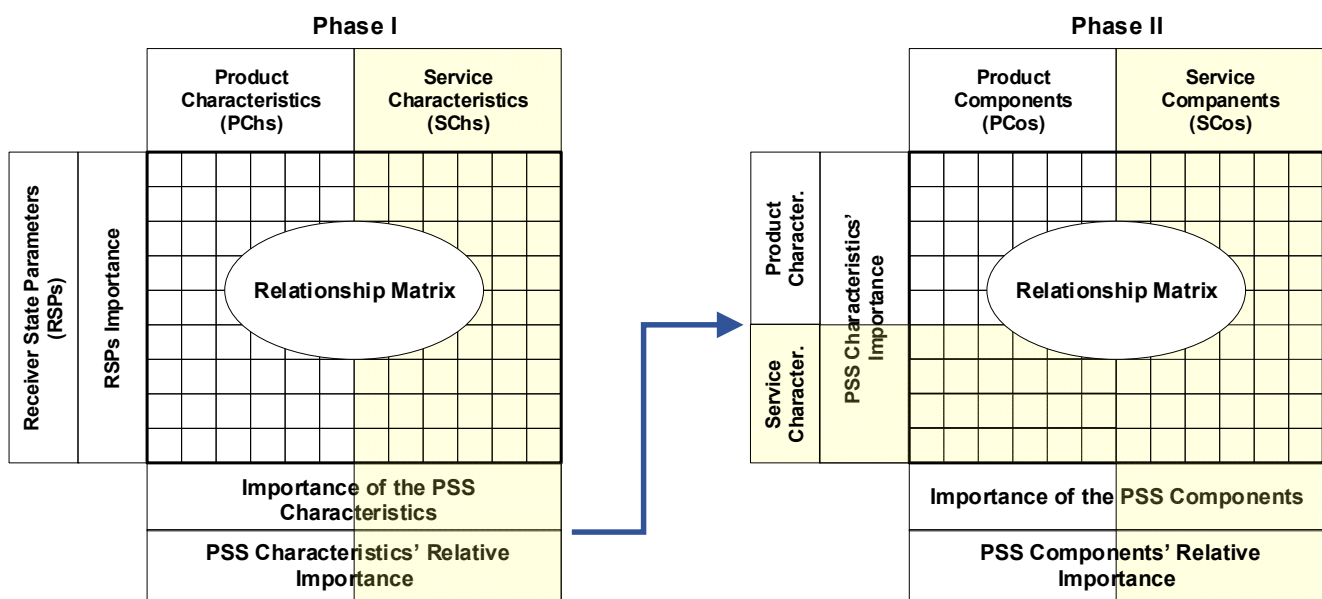 Phase I
Product
Characteristics
(PChs)
Service
Characteristics
(SChs)
Receiver State Parameters
(RSPs)
RSPs Importance
Relationship Matrix
Importance of the PSS
Characteristics
PSS Characteristics’ Relative
Importance
Phase II
Product
Components
(PCos)
Service
Companents
(SCos)
Product
Character.
Service
Character.
PSS Characteristics’
Importance
Relationship Matrix
Importance of the PSS Components
PSS Components’ Relative
Importance